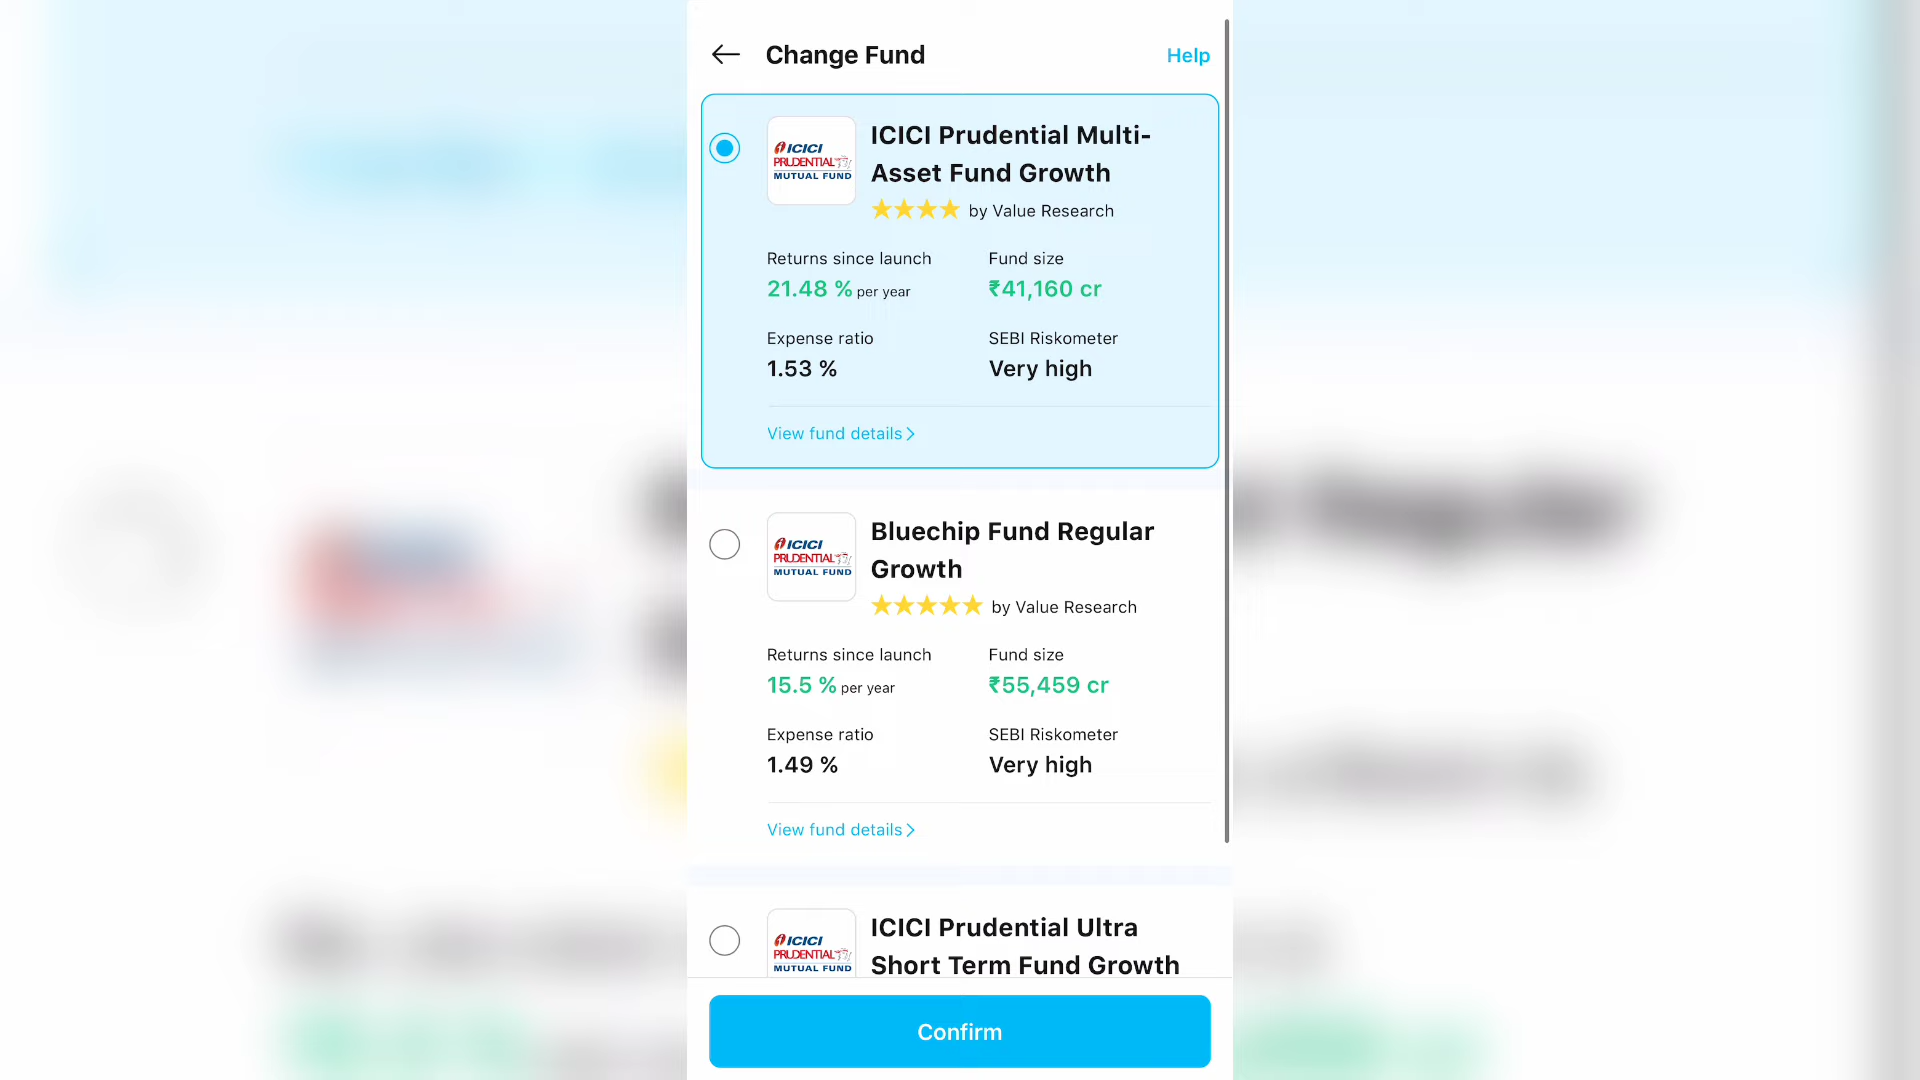 Change Fund
Help
ICICI
PRUDENTIAL
MUTUAL FUND
ICICI Prudential Multi-
Asset Fund Growth
by Value Research
Returns since launch
Fund size
21.48 % per year
₹41,160 cr
Expense ratio
SEBI Riskometer
1.53 %
Very high
View fund details
ICICI
PRUDENTIAL
MUTUAL FUND
Bluechip Fund Regular
Growth
by Value Research
Returns since launch
Fund size
15.5 % per year
₹55,459 cr
Expense ratio
SEBI Riskometer
1.49 %
Very high
View fund details
ICICI
PRUDENTIAL
MUTUAL FUND
ICICI Prudential Ultra
Short Term Fund Growth
Confirm